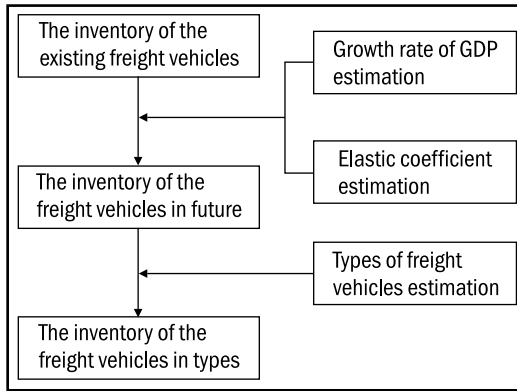 The inventory of the
existing freight vehicles
Growth rate of GDP
estimation
Elastic coefficient
estimation
The inventory of the
freight vehicles in future
Types of freight
vehicles estimation
The inventory of the
freight vehicles in types